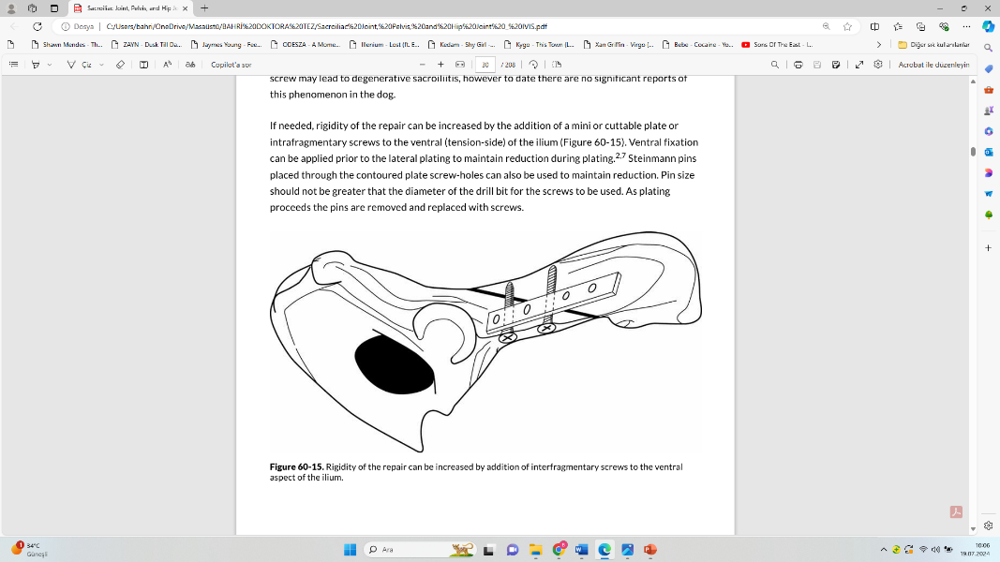 Sacroiliac Joint, Pelvis, and Hip Jo
Dosya
C:/Users/bahri/OneDrive/Masaüstü/BAHRİ%20DOKTORA%20TEZ/Sacroiliac%20Joint,%20Pelvis,%20and%20Hip%20Joint%20_%20IVIS.pdf
Shawn Mendes - Th...
ZAYN - Dusk Till Da...
Jaymes Young - Fee...
ODESZA - A Mome...
Illenium - Lost (ft. E...
Kedam - Shy Girl -...
Kygo - This Town (L...
Xan Griffin - Virgo (...
Bebe - Cocaine - Yo...
Sons Of The East - I...
Diğer sık kullanılanlar
Çiz
Copilot'a sor
30 / 208
Acrobat ile düzenleyin
screw may lead to degenerative sacroiliitis, however to date there are no significant reports of
this phenomenon in the dog.
If needed, rigidity of the repair can be increased by the addition of a mini or cuttable plate or
intrafragmentary screws to the ventral (tension-side) of the ilium (Figure 60-15). Ventral fixation
can be applied prior to the lateral plating to maintain reduction during plating.2,7 Steinmann pins
placed through the contoured plate screw-holes can also be used to maintain reduction. Pin size
should not be greater that the diameter of the drill bit for the screws to be used. As plating
proceeds the pins are removed and replaced with screws.
Figure 60-15. Rigidity of the repair can be increased by addition of interfragmentary screws to the ventral
aspect of the ilium.
34°C
Güneşli
Ara
10:06
19.07.2024